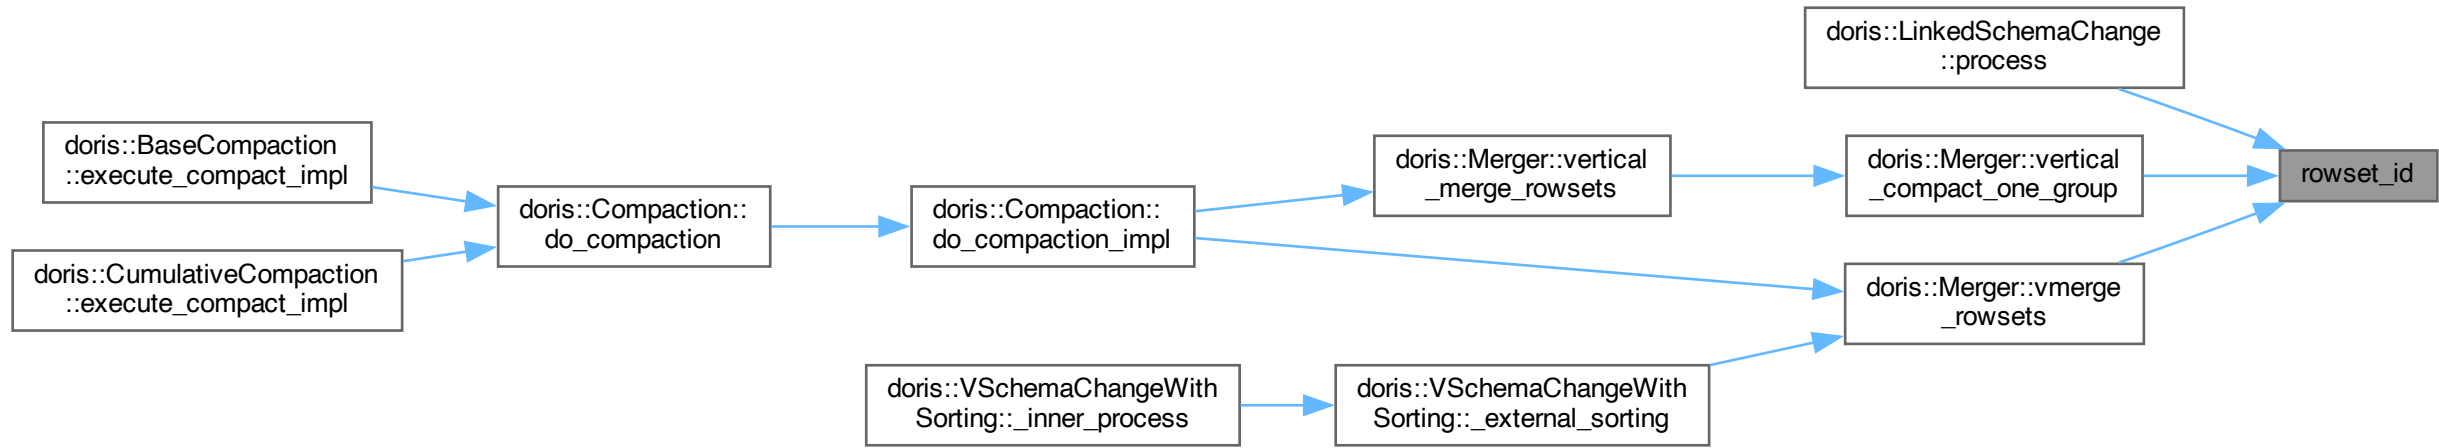 doris::LinkedSchemaChange
::process
doris::BaseCompaction
::execute_compact_impl
doris::Merger::vertical
_merge_rowsets
doris::Merger::vertical
_compact_one_group
rowset_id
doris::Compaction::
do_compaction
doris::Compaction::
do_compaction_impl
doris::CumulativeCompaction
::execute_compact_impl
doris::Merger::vmerge
_rowsets
doris::VSchemaChangeWith
Sorting::_inner_process
doris::VSchemaChangeWith
Sorting::_external_sorting